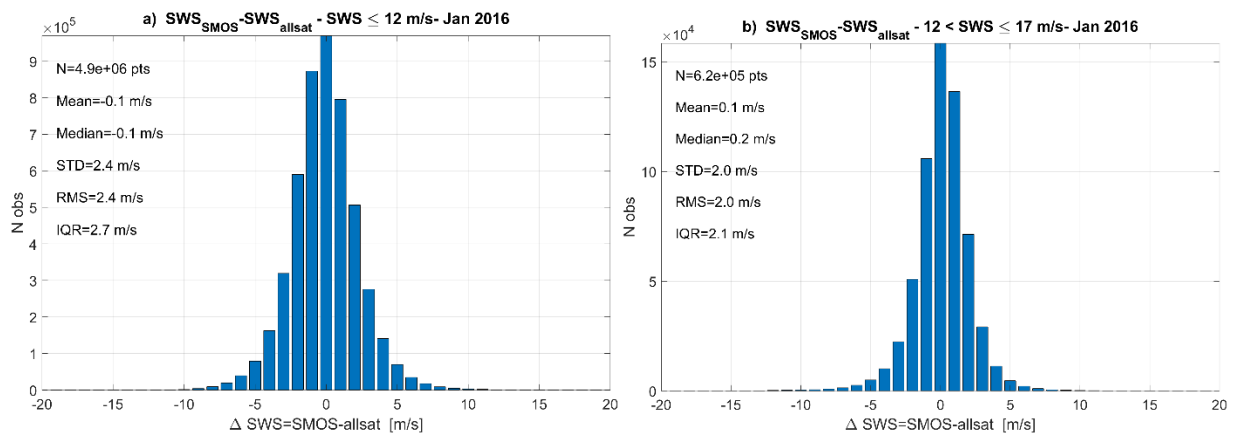 a) SWS_SMOS-SWS_allsat - SWS ≤ 12 m/s- Jan 2016
×10^5
N=4.9e+06 pts
Mean=-0.1 m/s
Median=-0.1 m/s
STD=2.4 m/s
RMS=2.4 m/s
IQR=2.7 m/s
N obs
9
8
7
6
5
4
3
2
1
0
-20 -15 -10 -5 0 5 10 15 20
Δ SWS=SMOS-allsat [m/s]
b) SWS_SMOS-SWS_allsat - 12 < SWS ≤ 17 m/s- Jan 2016
×10^4
N=6.2e+05 pts
Mean=0.1 m/s
Median=0.2 m/s
STD=2.0 m/s
RMS=2.0 m/s
IQR=2.1 m/s
N obs
15
10
5
0
-20 -15 -10 -5 0 5 10 15 20
Δ SWS=SMOS-allsat [m/s]